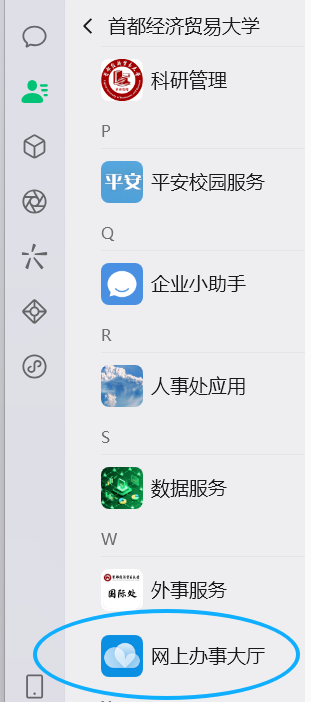 首都经济贸易大学
科研管理
P
平安
平安校园服务
Q
企业小助手
R
人事处应用
S
数据服务
W
国际处
外事服务
网上办事大厅